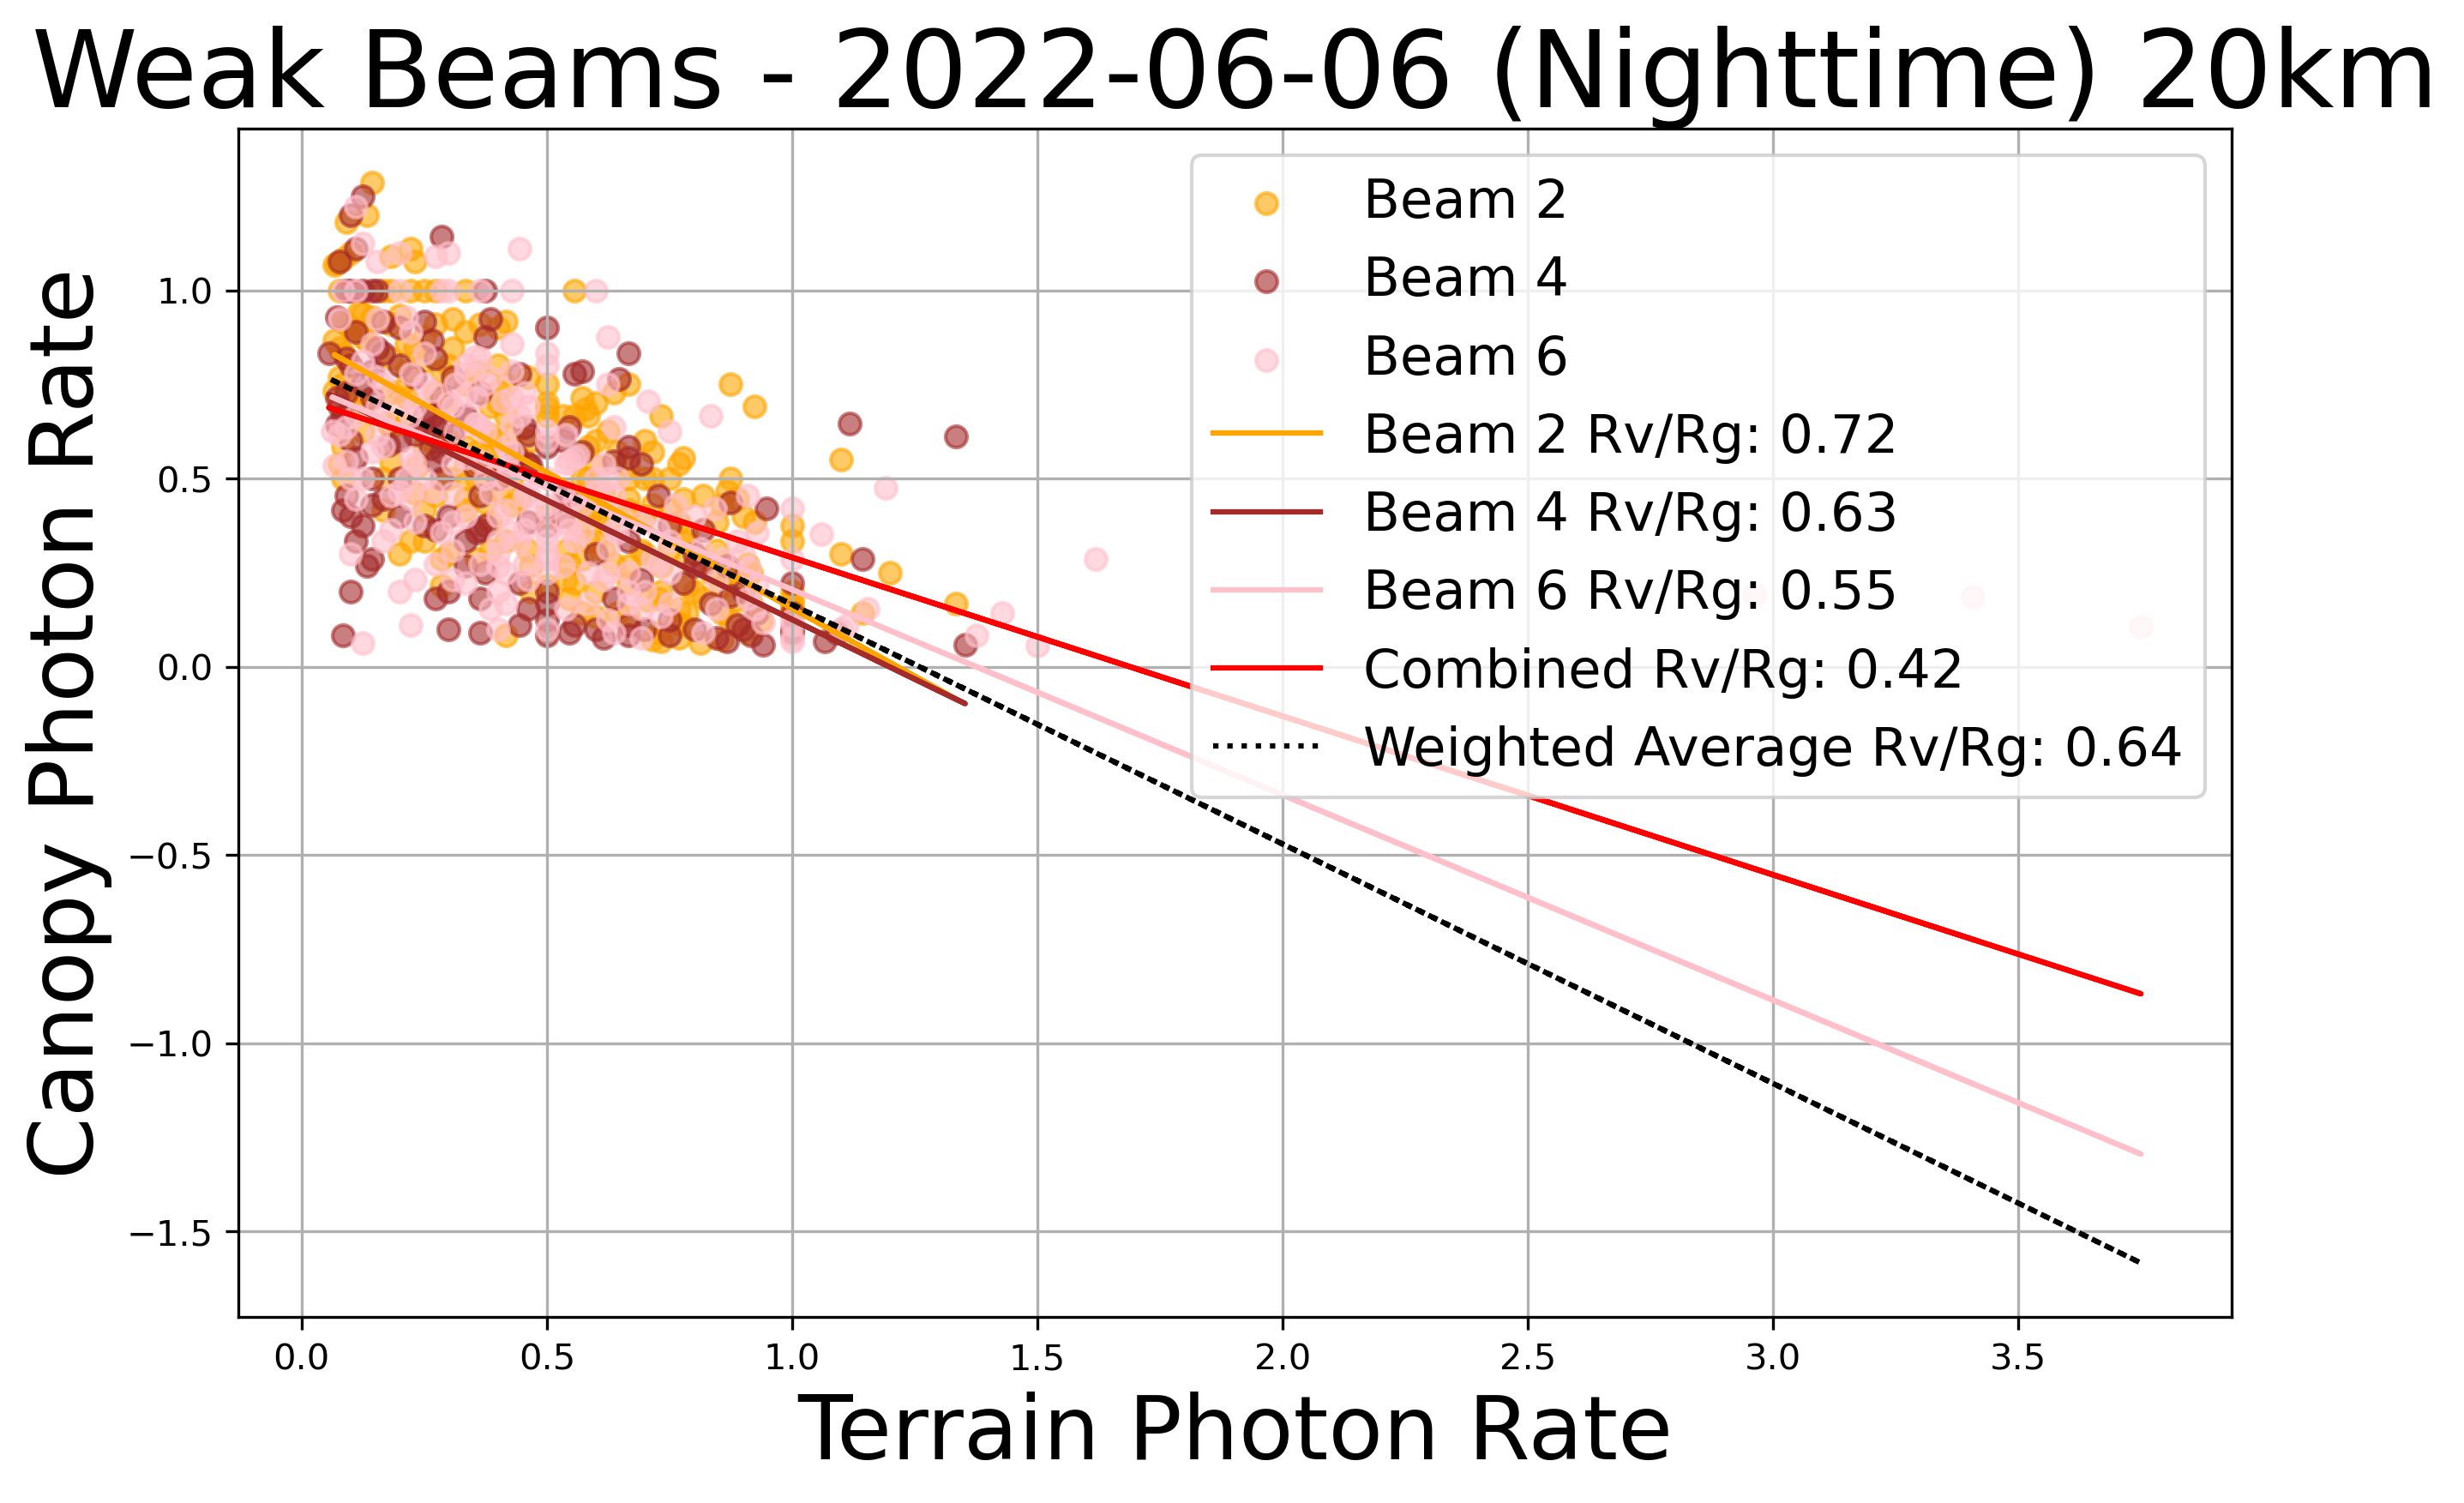 Weak Beams - 2022-06-06 (Nighttime) 20km
Canopy Photon Rate
1.0
0.5
0.0
−0.5
−1.0
−1.5
Beam 2
Beam 4
Beam 6
Beam 2 Rv/Rg: 0.72
Beam 4 Rv/Rg: 0.63
Beam 6 Rv/Rg: 0.55
Combined Rv/Rg: 0.42
Weighted Average Rv/Rg: 0.64
0.0 0.5 1.0 1.5 2.0 2.5 3.0 3.5
Terrain Photon Rate